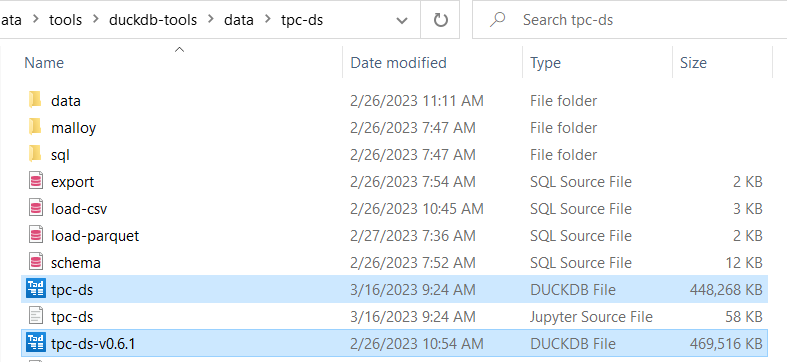 ata > tools > duckdb-tools > data > tpc-ds Search tpc-ds
Name Date modified Type Size
data 2/26/2023 11:11 AM File folder
malloy 2/26/2023 7:47 AM File folder
sql 2/26/2023 7:47 AM File folder
export 2/26/2023 7:54 AM SQL Source File 2 KB
load-csv 2/26/2023 10:45 AM SQL Source File 3 KB
load-parquet 2/27/2023 7:36 AM SQL Source File 2 KB
schema 2/26/2023 7:52 AM SQL Source File 12 KB
Tad tpc-ds 3/16/2023 9:24 AM DUCKDB File 448,268 KB
tpc-ds 3/16/2023 9:24 AM Jupyter Source File 58 KB
Tad tpc-ds-v0.6.1 2/26/2023 10:54 AM DUCKDB File 469,516 KB